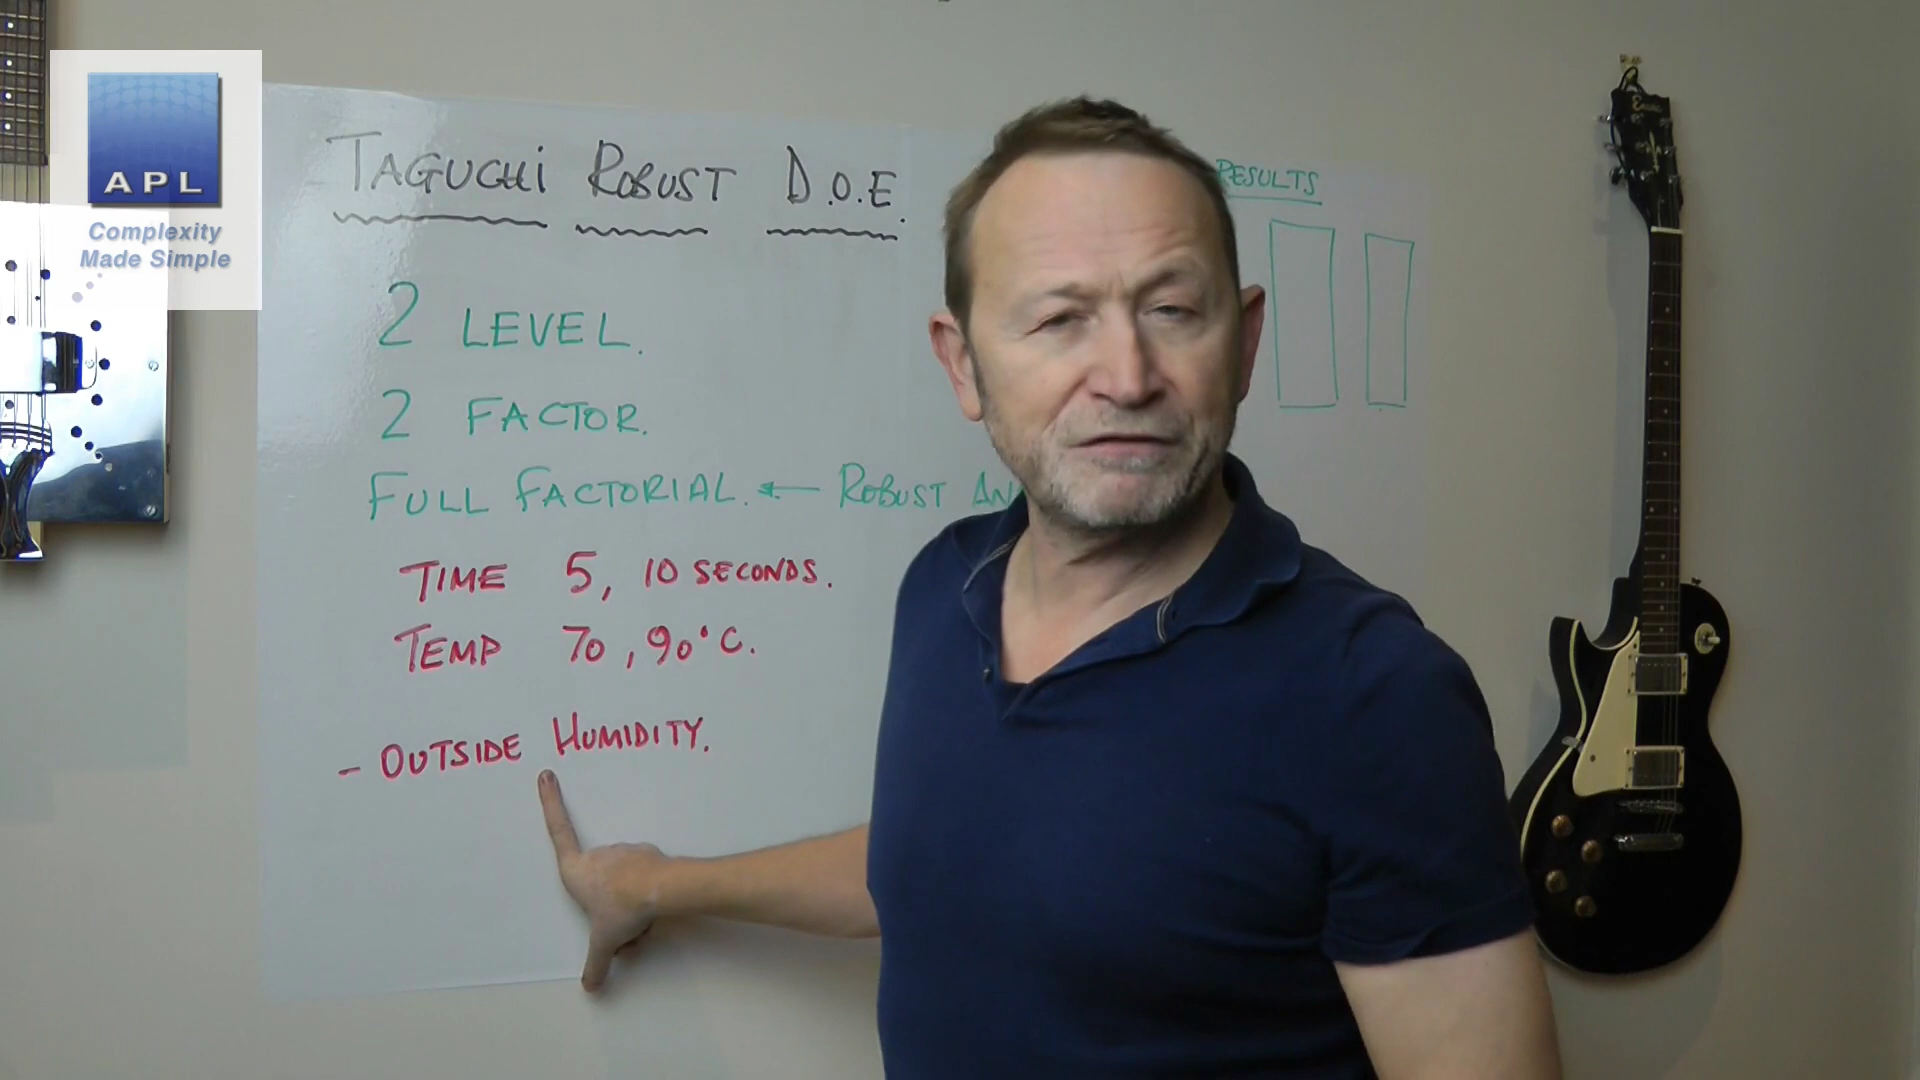 APL
Complexity
Made Simple
TAGUCHI ROBUST D.O.E.
RESULTS
2 LEVEL.
2 FACTOR.
FULL FACTORIAL. ← ROBUST AN
TIME 5, 10 SECONDS.
TEMP 70, 90°C.
- OUTSIDE HUMIDITY.